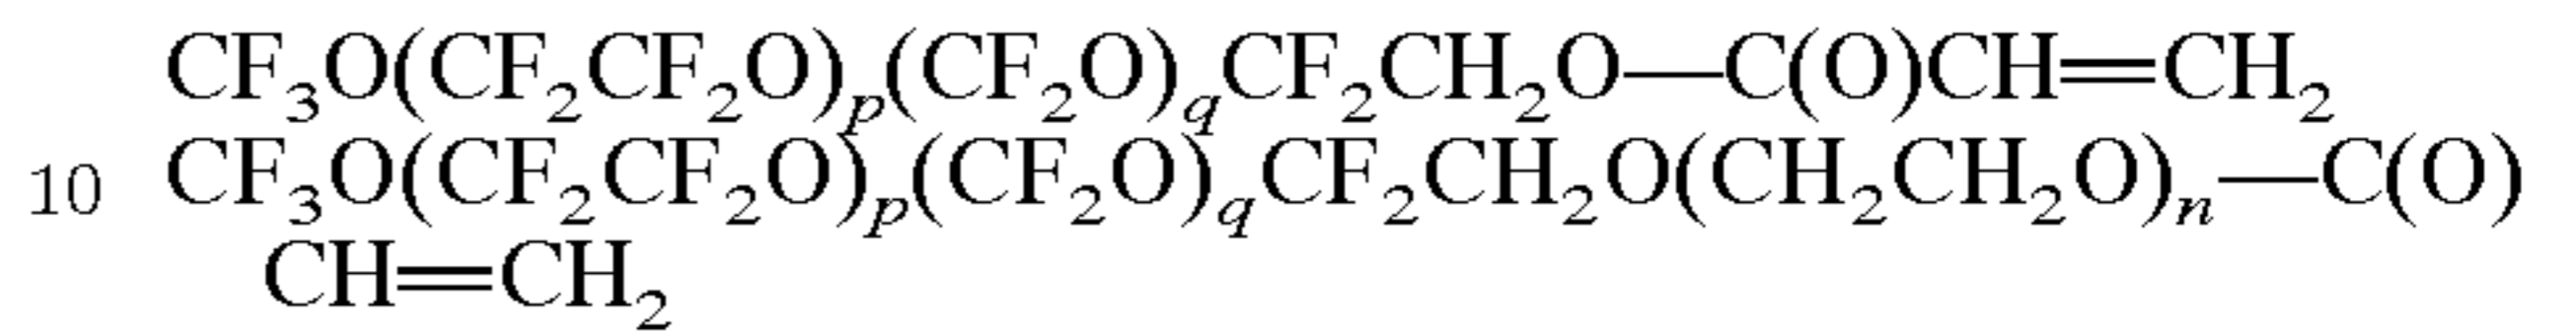 CF₃O(CF₂CF₂O)ₚ(CF₂O)qCF₂CH₂O—C(O)CH=CH₂
10 CF₃O(CF₂CF₂O)ₚ(CF₂O)qCF₂CH₂O(CH₂CH₂O)ₙ—C(O)
CH=CH₂